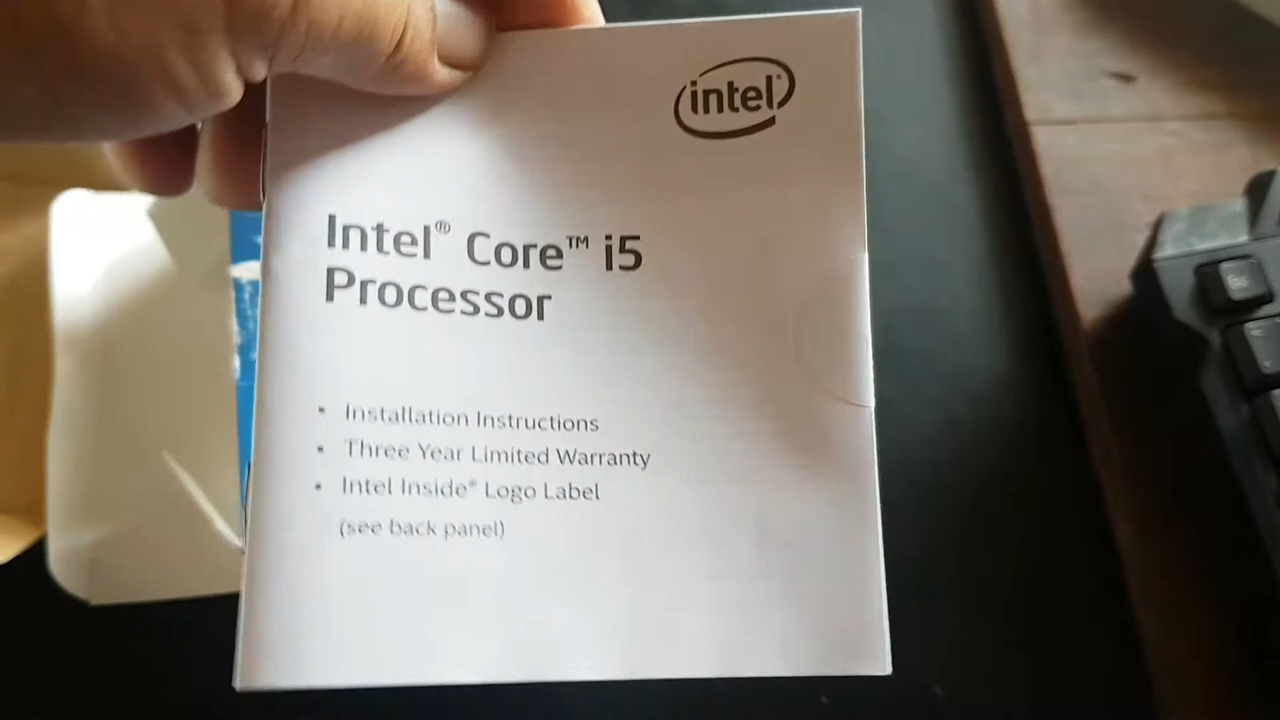 intel
Intel® Core™ i5
Processor
▪ Installation Instructions
▪ Three Year Limited Warranty
▪ Intel Inside® Logo Label
(see back panel)